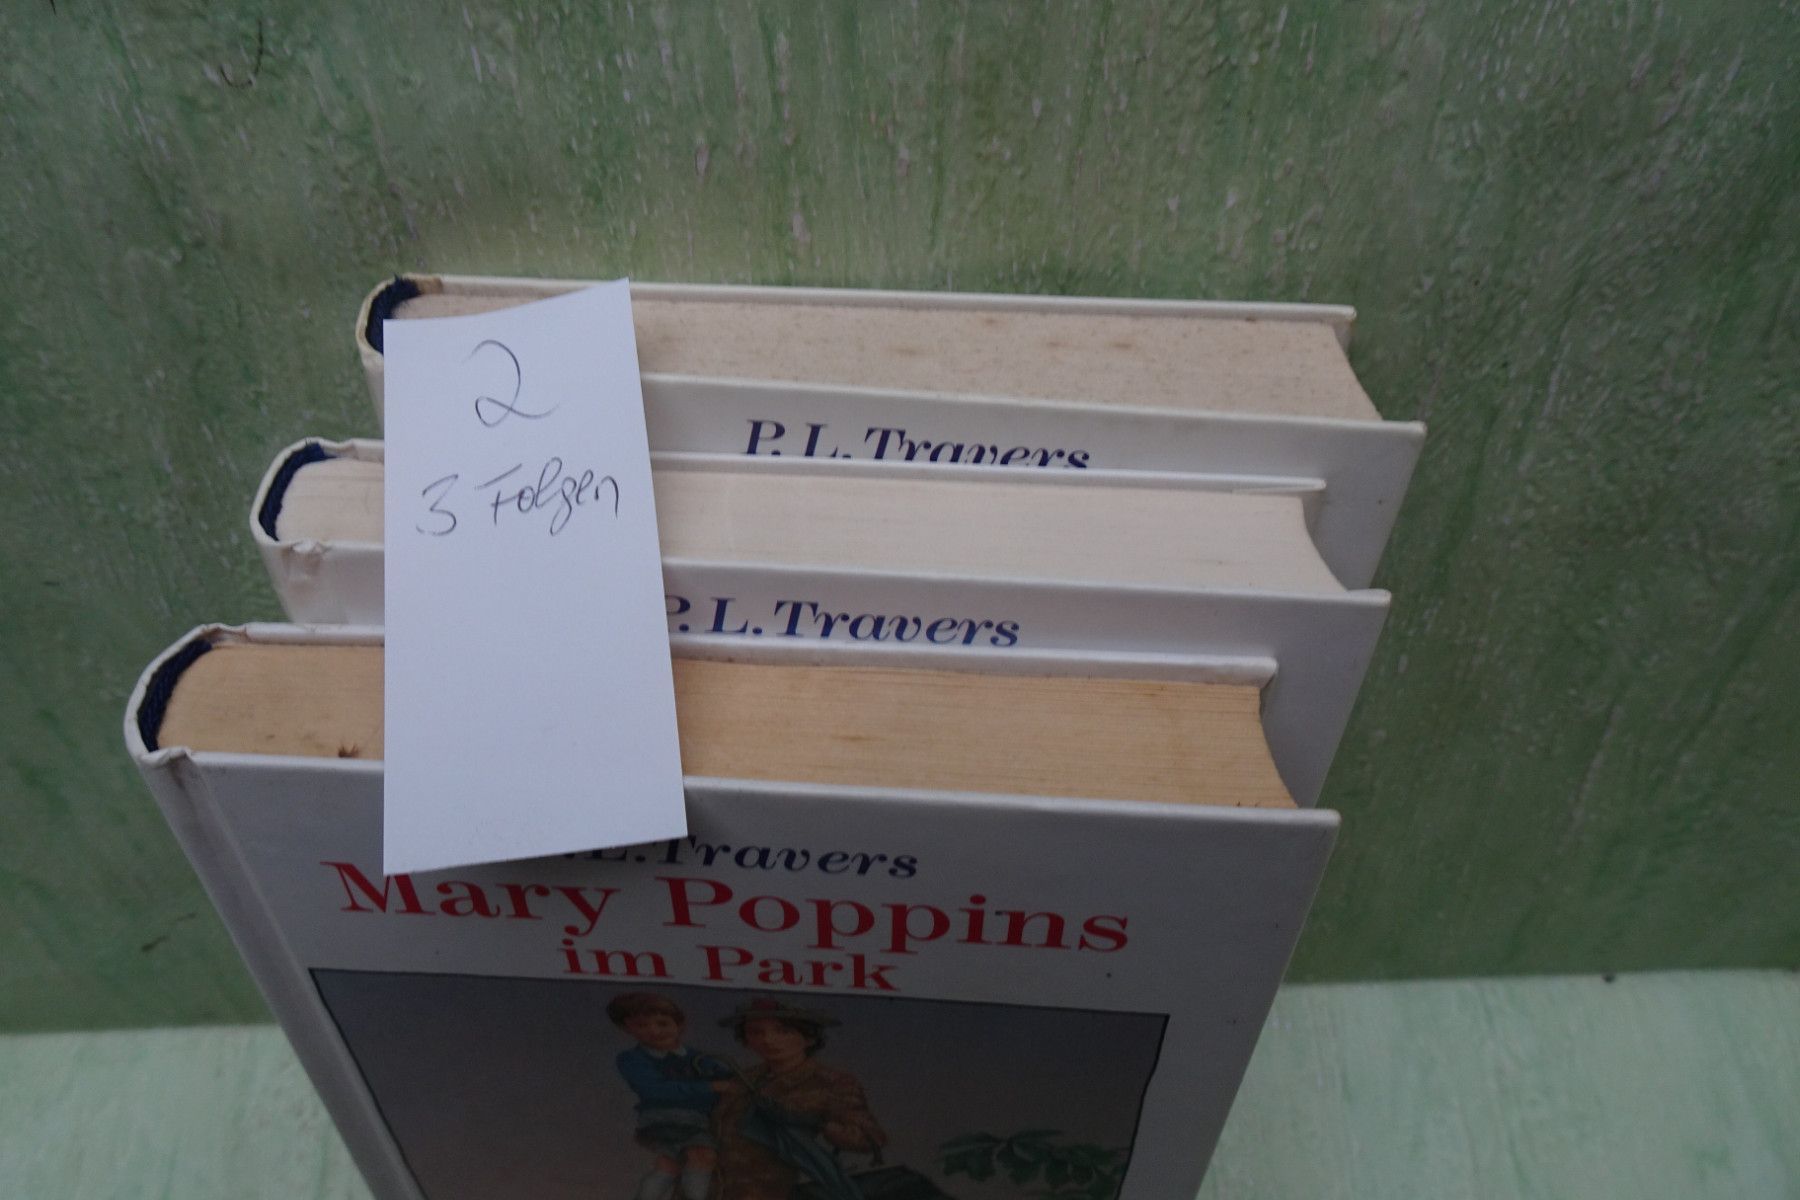 2
3 Folgen
P. L. Travers
P. L. Travers
L. Travers
Mary Poppins
im Park